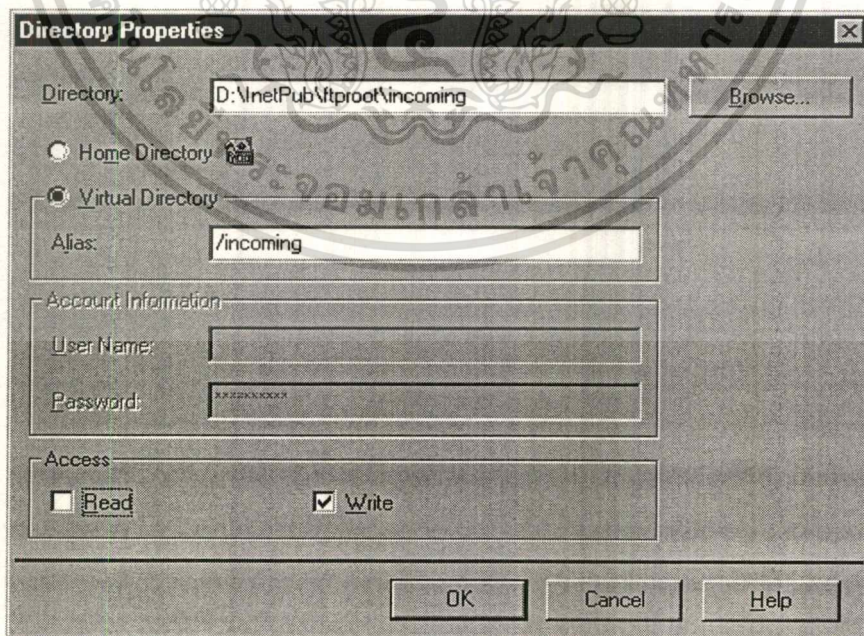 Directory Properties
Directory: D:\InetPub\ftproot\incoming Browse...
Home Directory
Virtual Directory
Alias: /incoming
Account Information
User Name:
Password: xxxxxxxxxx
Access
Read Write
OK Cancel Help